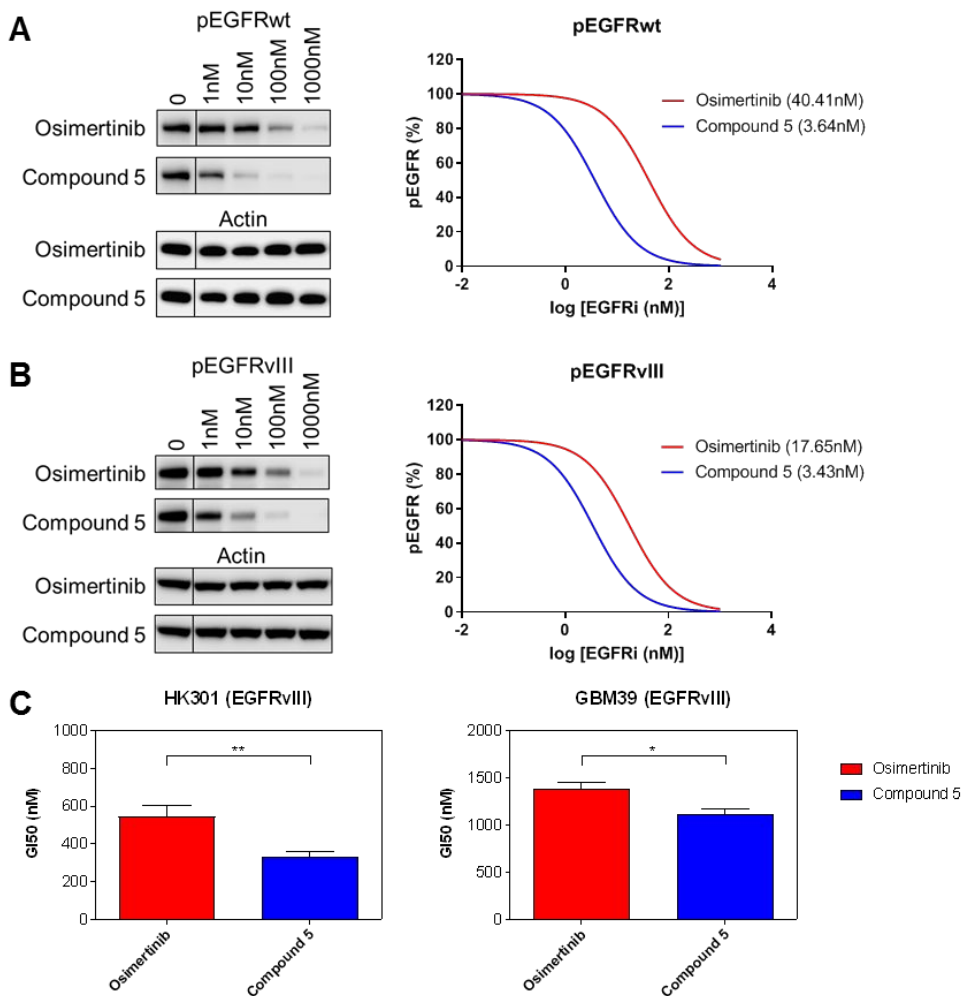 A
pEGFRwt
0 1nM 10nM 100nM 1000nM
Osimertinib
Compound 5
Actin
Osimertinib
Compound 5
pEGFRwt
120
100
80
60
40
20
0
pEGFR (%)
-2 0 2 4
log [EGFRi (nM)]
Osimertinib (40.41nM)
Compound 5 (3.64nM)
B
pEGFRvIII
0 1nM 10nM 100nM 1000nM
Osimertinib
Compound 5
Actin
Osimertinib
Compound 5
pEGFRvIII
120
100
80
60
40
20
0
pEGFR (%)
-2 0 2 4
log [EGFRi (nM)]
Osimertinib (17.65nM)
Compound 5 (3.43nM)
C
HK301 (EGFRvIII)
1000
800
600
400
200
0
GI50 (nM)
**
Osimertinib
Compound 5
GBM39 (EGFRvIII)
2000
1500
1000
500
0
GI50 (nM)
*
Osimertinib
Compound 5
Osimertinib
Compound 5